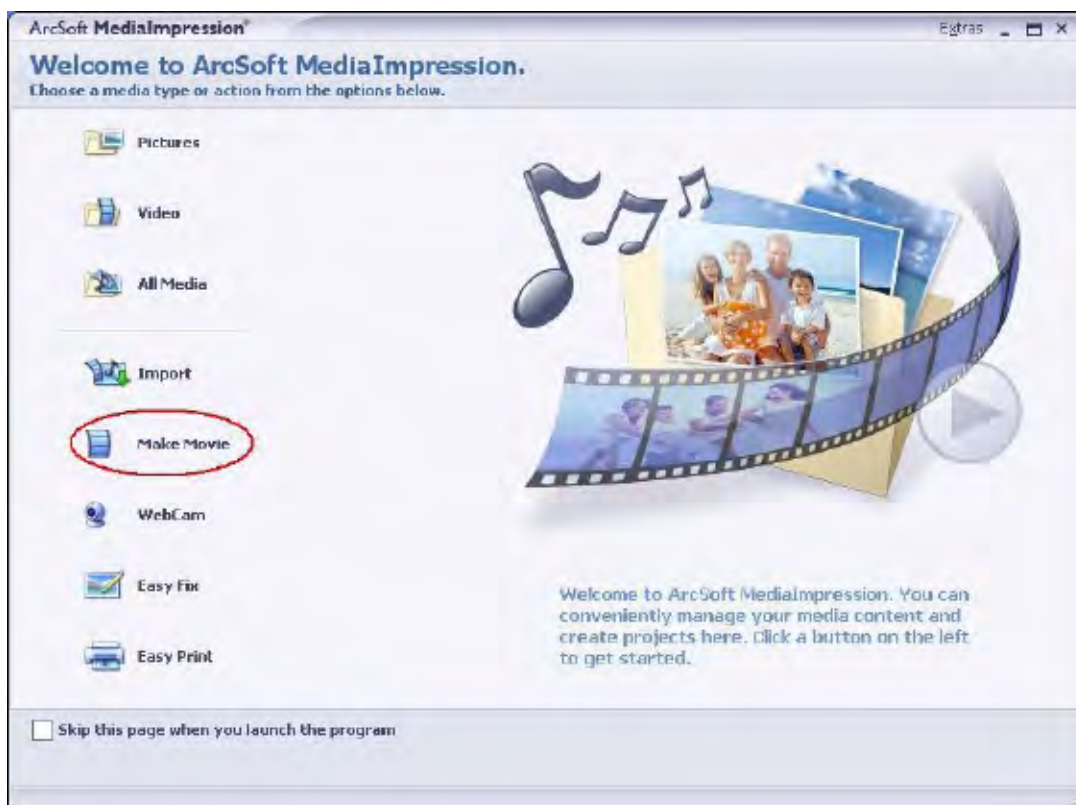 ArcSoft MediaImpression®
Extras
Welcome to ArcSoft MediaImpression.
Choose a media type or action from the options below.
Pictures
Video
All Media
Import
Make Movie
WebCam
Easy Fix
Easy Print
Welcome to ArcSoft MediaImpression. You can
conveniently manage your media content and
create projects here. Click a button on the left
to get started.
Skip this page when you launch the program